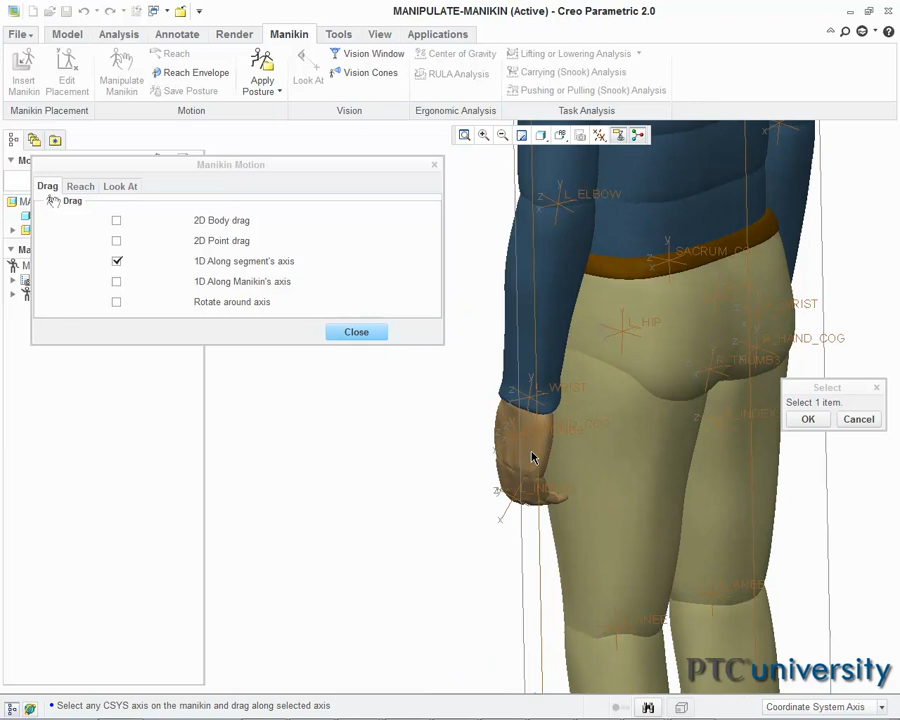 MANIPULATE-MANIKIN (Active) - Creo Parametric 2.0
File Model Analysis Annotate Render Manikin Tools View Applications
Insert Manikin
Edit Placement
Manipulate Manikin
Reach
Reach Envelope
Save Posture
Apply Posture
Look At
Vision Window
Vision Cones
Center of Gravity
RULA Analysis
Lifting or Lowering Analysis
Carrying (Snook) Analysis
Pushing or Pulling (Snook) Analysis
Manikin Placement Motion Vision Ergonomic Analysis Task Analysis
Manikin Motion
Drag Reach Look At
Drag
2D Body drag
2D Point drag
1D Along segment's axis
1D Along Manikin's axis
Rotate around axis
Close
L_ELBOW
L_HIP
L_WRIST
R_HAND_COG
R_THUMB3
Select
Select 1 item.
OK Cancel
PTC university
Select any CSYS axis on the manikin and drag along selected axis
Coordinate System Axis